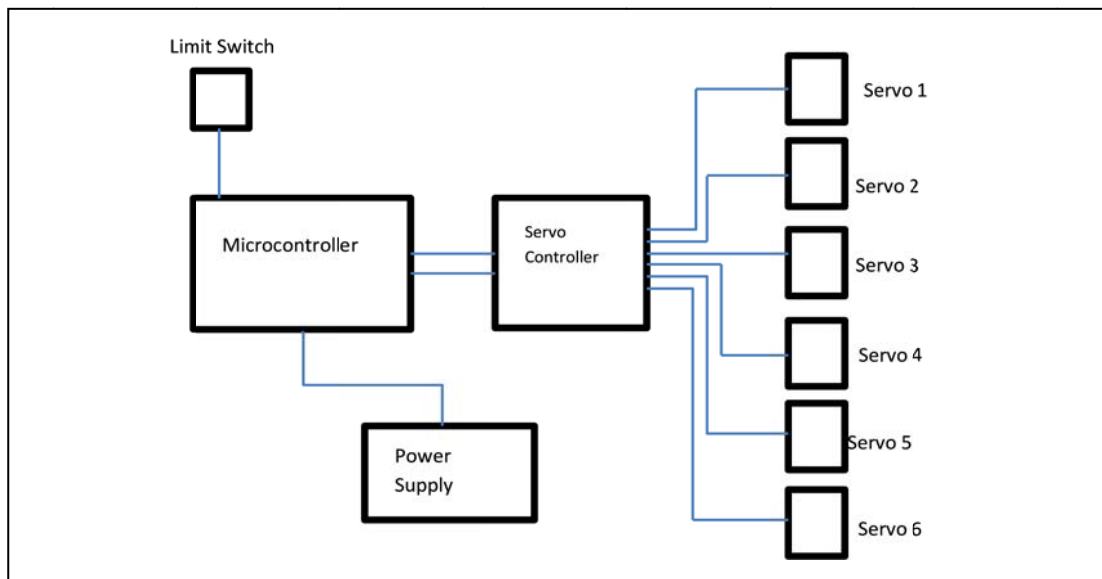 Limit Switch
Servo 1
Servo 2
Microcontroller
Servo
Controller
Servo 3
Servo 4
Power
Supply
Servo 5
Servo 6